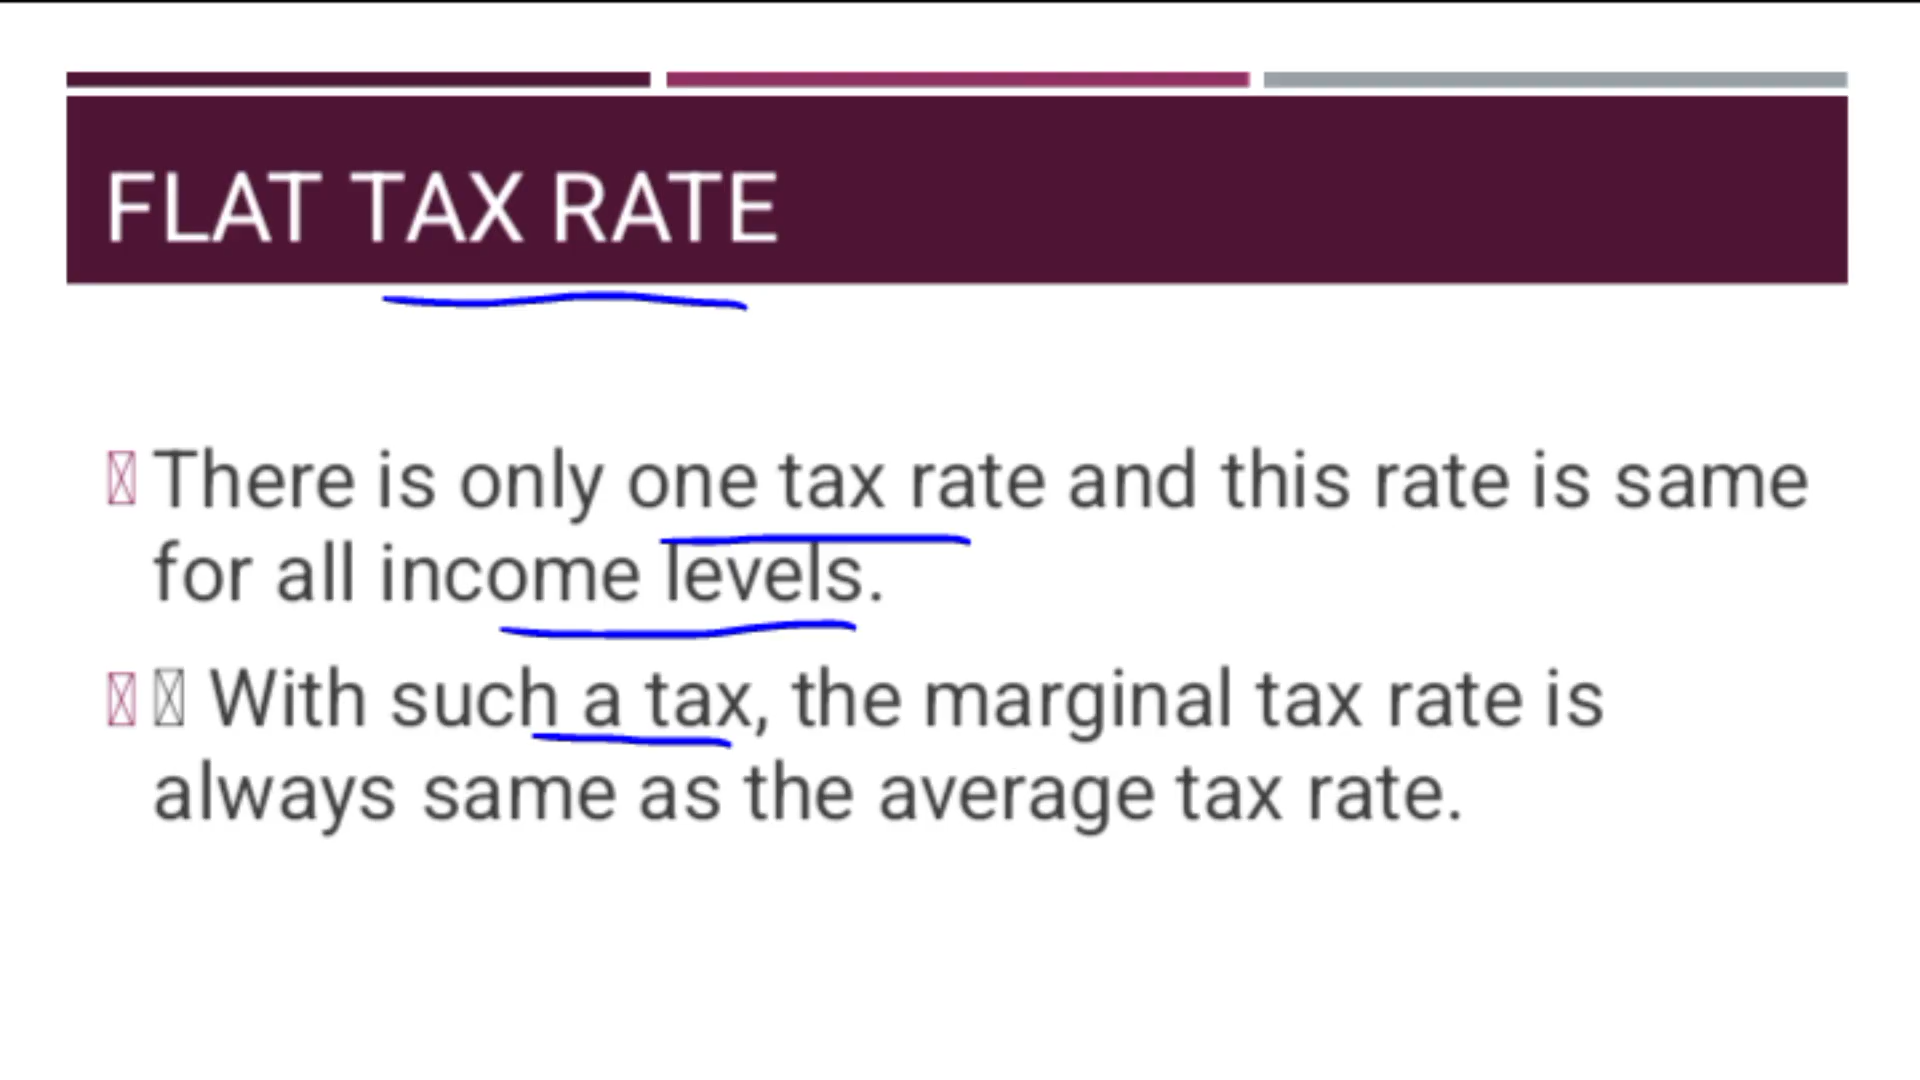 FLAT TAX RATE
There is only one tax rate and this rate is same
for all income levels.
With such a tax, the marginal tax rate is
always same as the average tax rate.